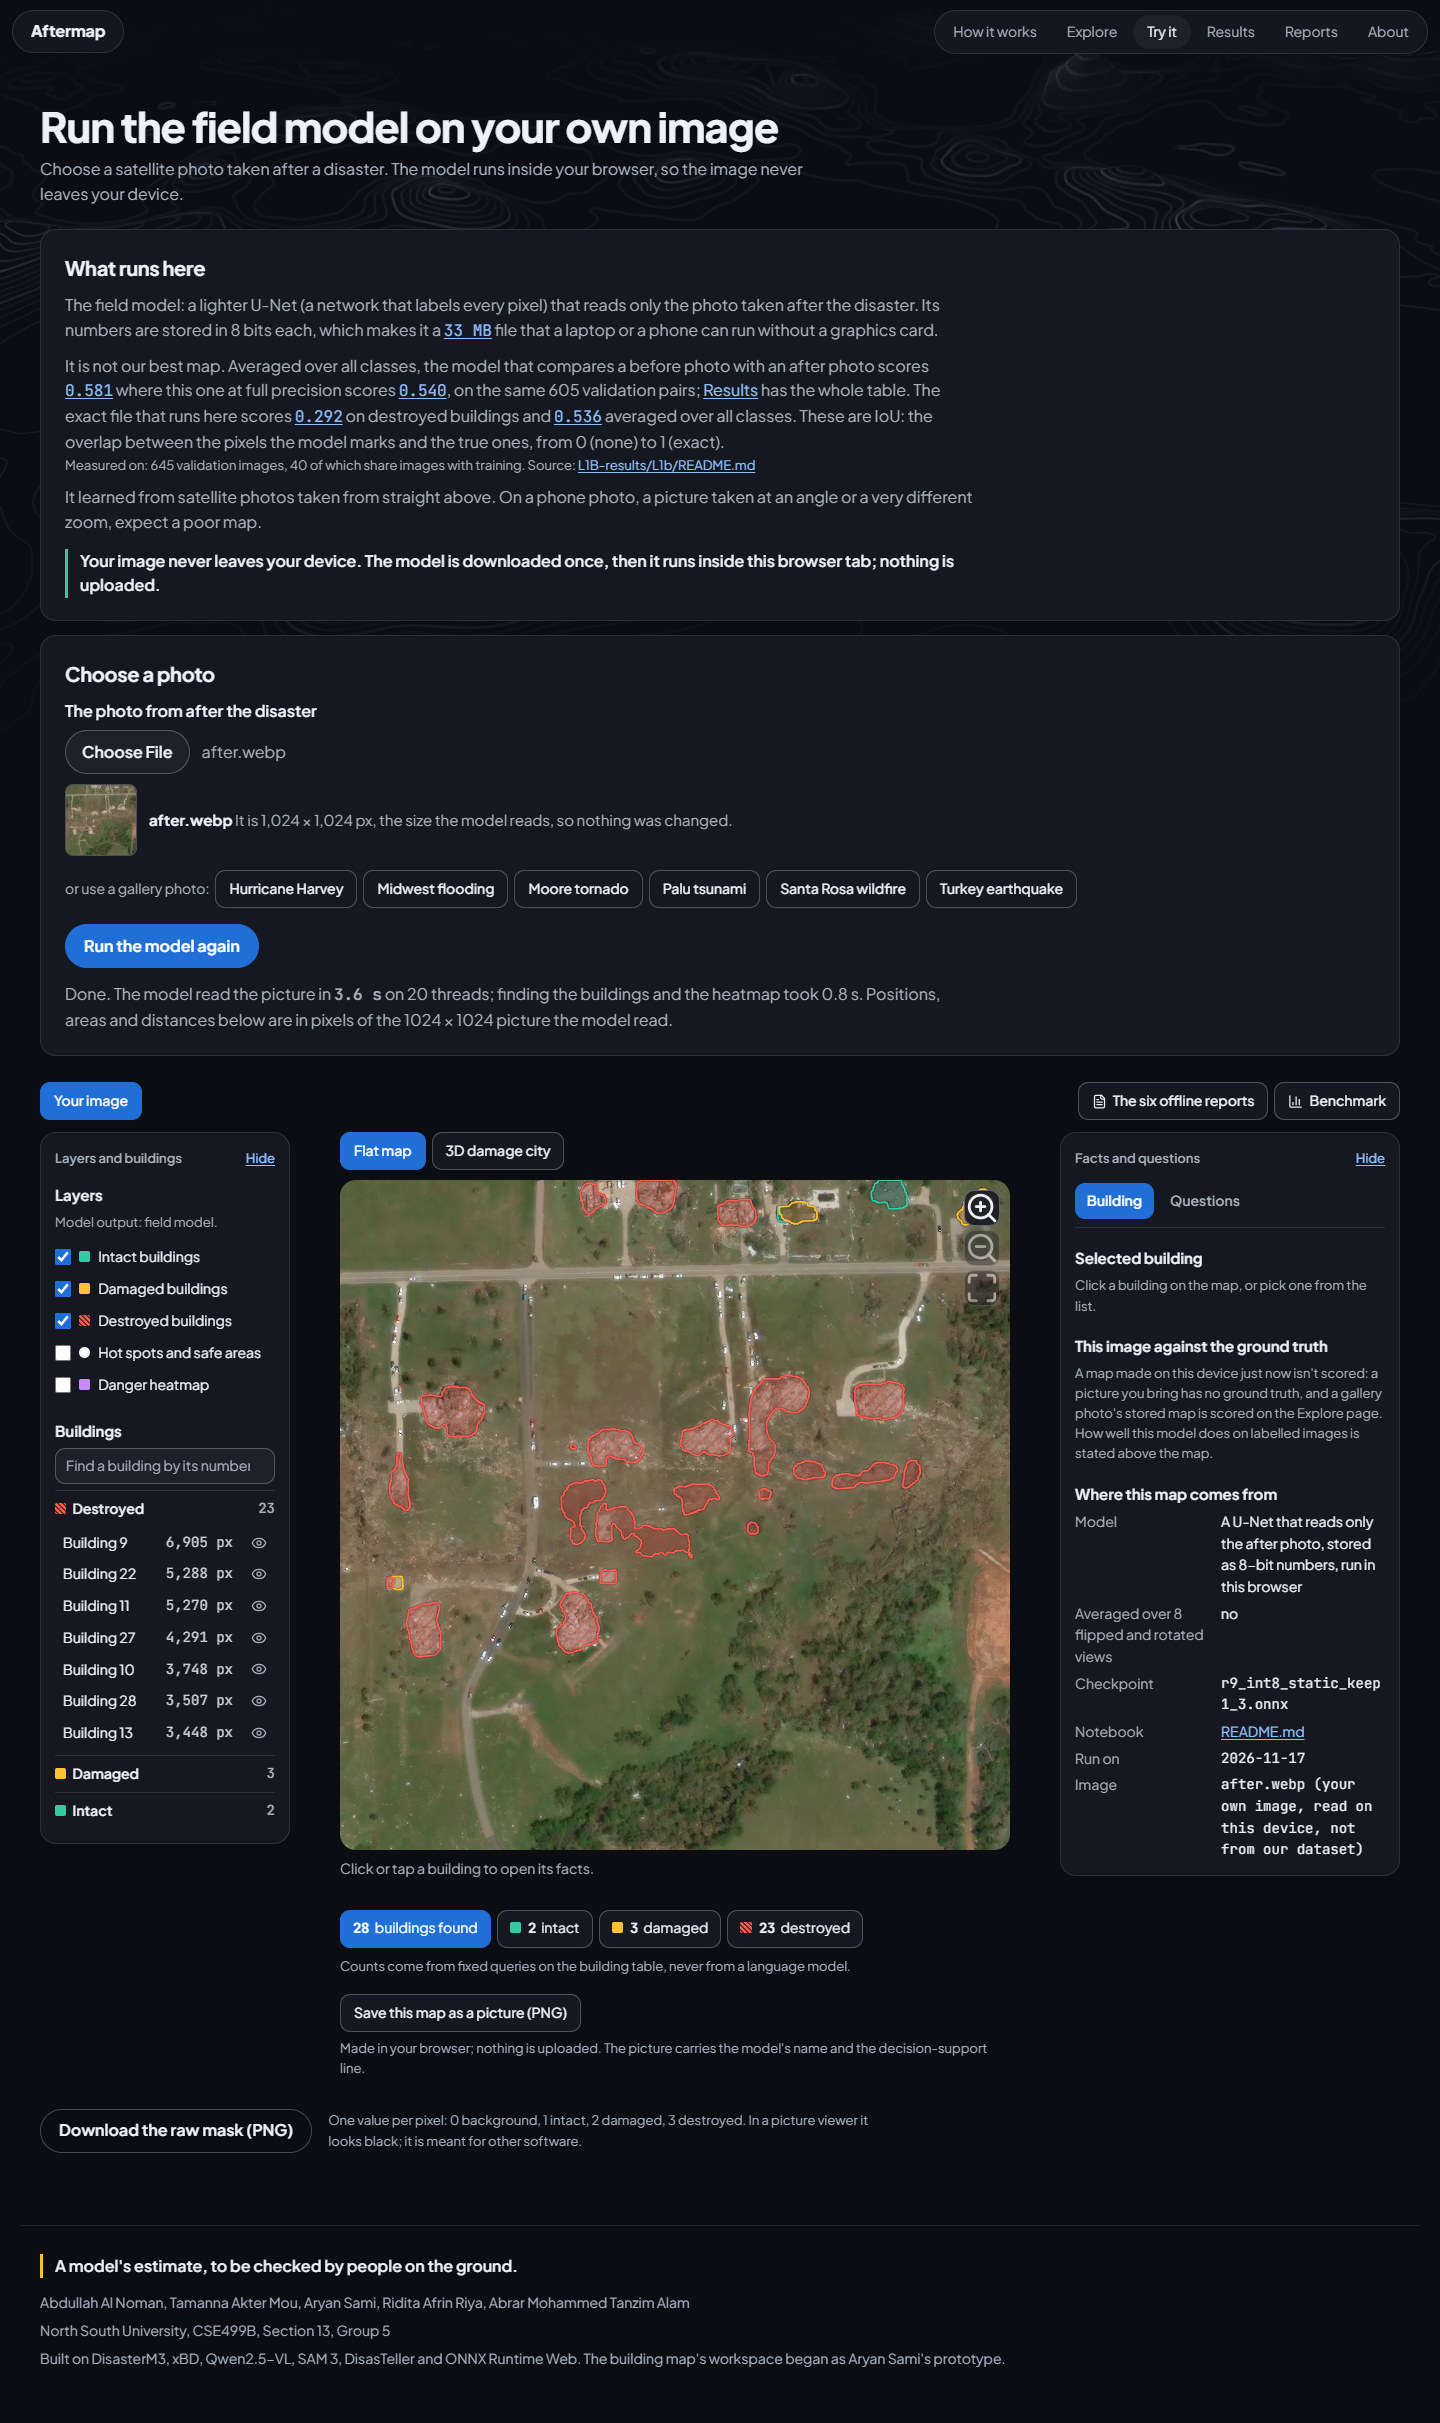 Aftermap
How it works
Explore
Try it
Results
Reports
About
Run the field model on your own image
Choose a satellite photo taken after a disaster. The model runs inside your browser, so the image never
leaves your device.
What runs here
The field model: a lighter U-Net (a network that labels every pixel) that reads only the photo taken after the disaster. Its
numbers are stored in 8 bits each, which makes it a 33 MB file that a laptop or a phone can run without a graphics card.
It is not our best map. Averaged over all classes, the model that compares a before photo with an after photo scores
0.581 where this one at full precision scores 0.540, on the same 605 validation pairs; Results has the whole table. The
exact file that runs here scores 0.292 on destroyed buildings and 0.536 averaged over all classes. These are IoU: the
overlap between the pixels the model marks and the true ones, from 0 (none) to 1 (exact).
Measured on: 645 validation images, 40 of which share images with training. Source: L1B-results/L1b/README.md
It learned from satellite photos taken from straight above. On a phone photo, a picture taken at an angle or a very different
zoom, expect a poor map.
Your image never leaves your device. The model is downloaded once, then it runs inside this browser tab; nothing is
uploaded.
Choose a photo
The photo from after the disaster
Choose File after.webp
after.webp It is 1,024 × 1,024 px, the size the model reads, so nothing was changed.
or use a gallery photo: Hurricane Harvey Midwest flooding Moore tornado Palu tsunami Santa Rosa wildfire Turkey earthquake
Run the model again
Done. The model read the picture in 3.6 s on 20 threads; finding the buildings and the heatmap took 0.8 s. Positions,
areas and distances below are in pixels of the 1024 × 1024 picture the model read.
Your image
The six offline reports
Benchmark
Layers and buildings Hide
Layers
Model output: field model.
Intact buildings
Damaged buildings
Destroyed buildings
Hot spots and safe areas
Danger heatmap
Buildings
Find a building by its number
Destroyed 23
Building 9 6,905 px
Building 22 5,288 px
Building 11 5,270 px
Building 27 4,291 px
Building 10 3,748 px
Building 28 3,507 px
Building 13 3,448 px
Damaged 3
Intact 2
Flat map
3D damage city
Click or tap a building to open its facts.
28 buildings found
2 intact
3 damaged
23 destroyed
Counts come from fixed queries on the building table, never from a language model.
Save this map as a picture (PNG)
Made in your browser; nothing is uploaded. The picture carries the model's name and the decision-support
line.
Facts and questions Hide
Building
Questions
Selected building
Click a building on the map, or pick one from the
list.
This image against the ground truth
A map made on this device just now isn't scored: a
picture you bring has no ground truth, and a gallery
photo's stored map is scored on the Explore page.
How well this model does on labelled images is
stated above the map.
Where this map comes from
Model A U-Net that reads only
the after photo, stored
as 8-bit numbers, run in
this browser
Averaged over 8 no
flipped and rotated
views
Checkpoint r9_int8_static_keep
1_3.onnx
Notebook README.md
Run on 2026-11-17
Image after.webp (your
own image, read on
this device, not
from our dataset)
Download the raw mask (PNG)
One value per pixel: 0 background, 1 intact, 2 damaged, 3 destroyed. In a picture viewer it
looks black; it is meant for other software.
A model's estimate, to be checked by people on the ground.
Abdullah Al Noman, Tamanna Akter Mou, Aryan Sami, Ridita Afrin Riya, Abrar Mohammed Tanzim Alam
North South University, CSE499B, Section 13, Group 5
Built on DisasterM3, xBD, Qwen2.5-VL, SAM 3, DisasTeller and ONNX Runtime Web. The building map's workspace began as Aryan Sami's prototype.